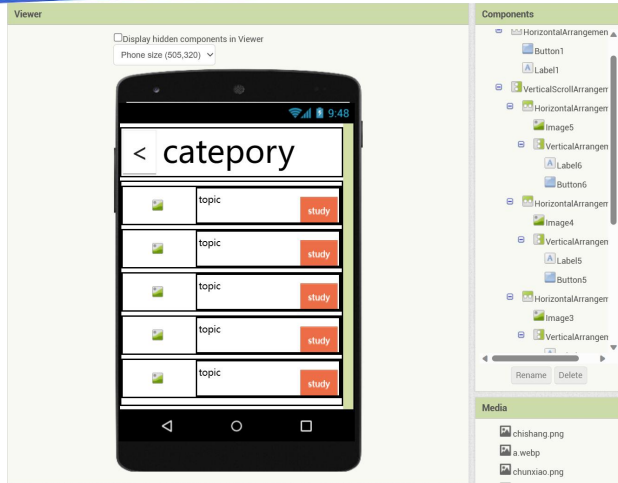 Viewer
Display hidden components in Viewer
Phone size (505,320)
9:48
< catepory
topic
study
topic
study
topic
study
topic
study
topic
study
Components
HorizontalArrangemen
Button1
A Label1
VerticalScrollArrangem
HorizontalArrangem
Image5
VerticalArrangem
A Label6
Button6
HorizontalArrangem
Image4
VerticalArrangem
A Label5
Button5
HorizontalArrangem
Image3
VerticalArrangem
Rename Delete
Media
chishang.png
a.webp
chunxiao.png